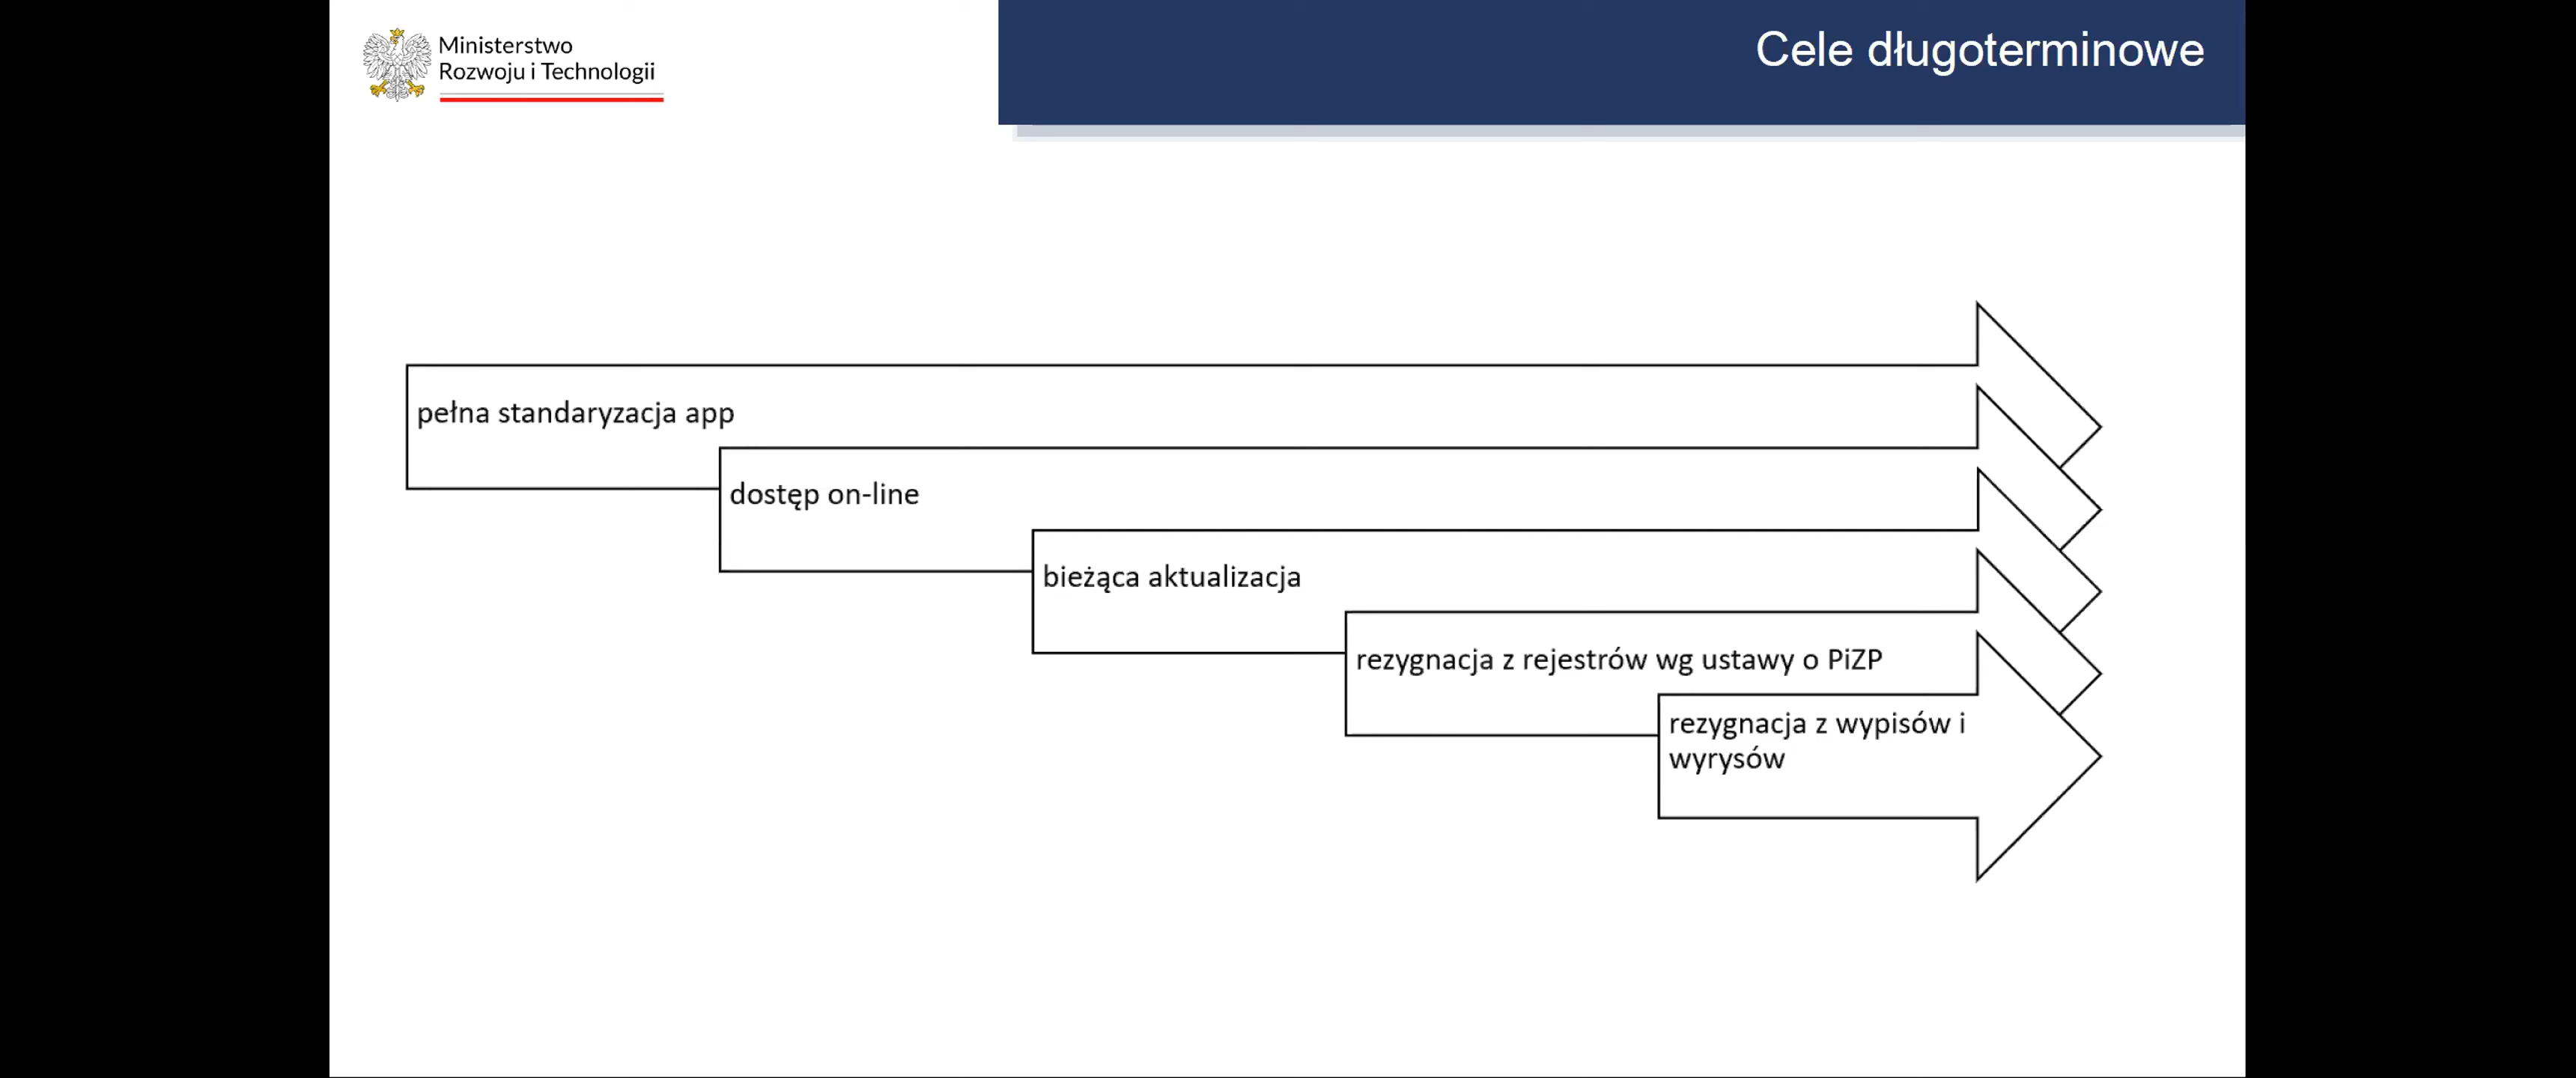 Ministerstwo
Rozwoju i Technologii
Cele długoterminowe
pełna standaryzacja app
dostęp on-line
bieżąca aktualizacja
rezygnacja z rejestrów wg ustawy o PiZP
rezygnacja z wypisów i
wyrysów